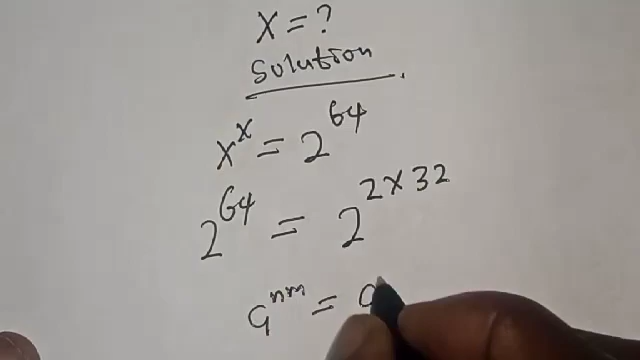 X = ?
Solution
x^x = 2^64
2^64 = 2^2×32
a^nm = a